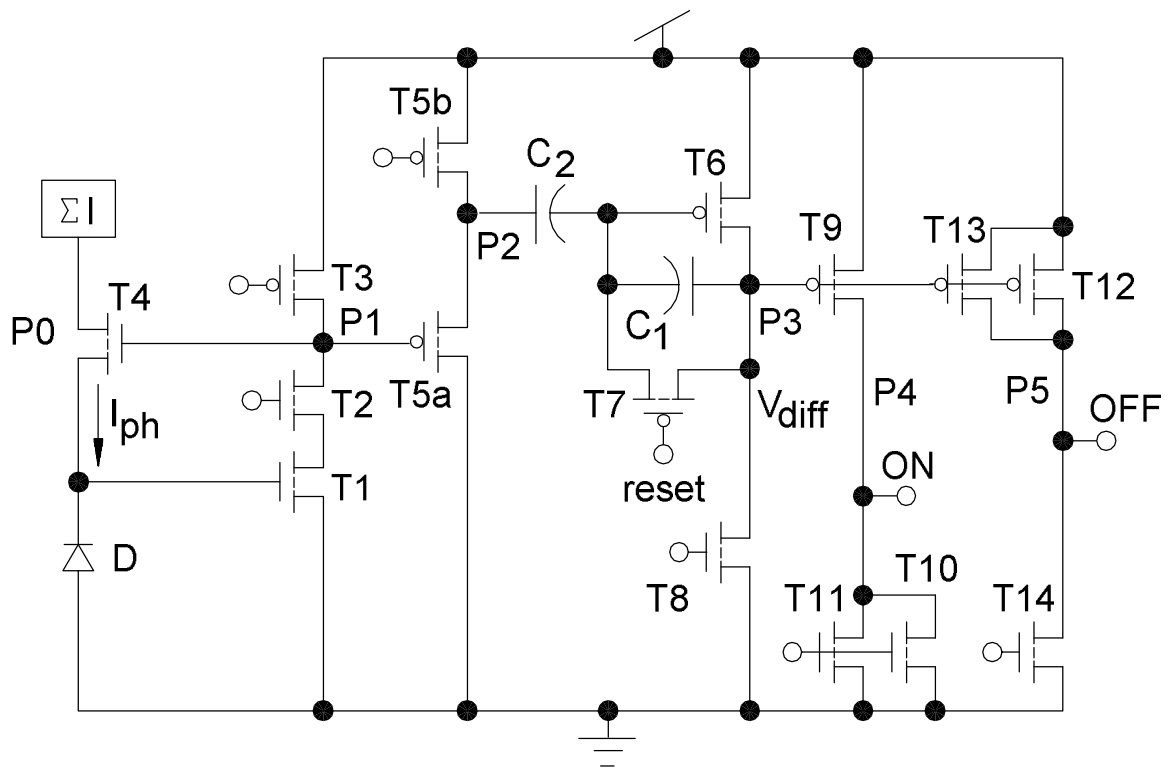 T5b
C2
T6
ΣI
T9
T13
P2
T3
T4
T12
P0
P1
C1
P3
T5a
T2
T7
Vdiff
P4
P5
Iph
OFF
ON
reset
T1
D
T10
T8
T11
T14